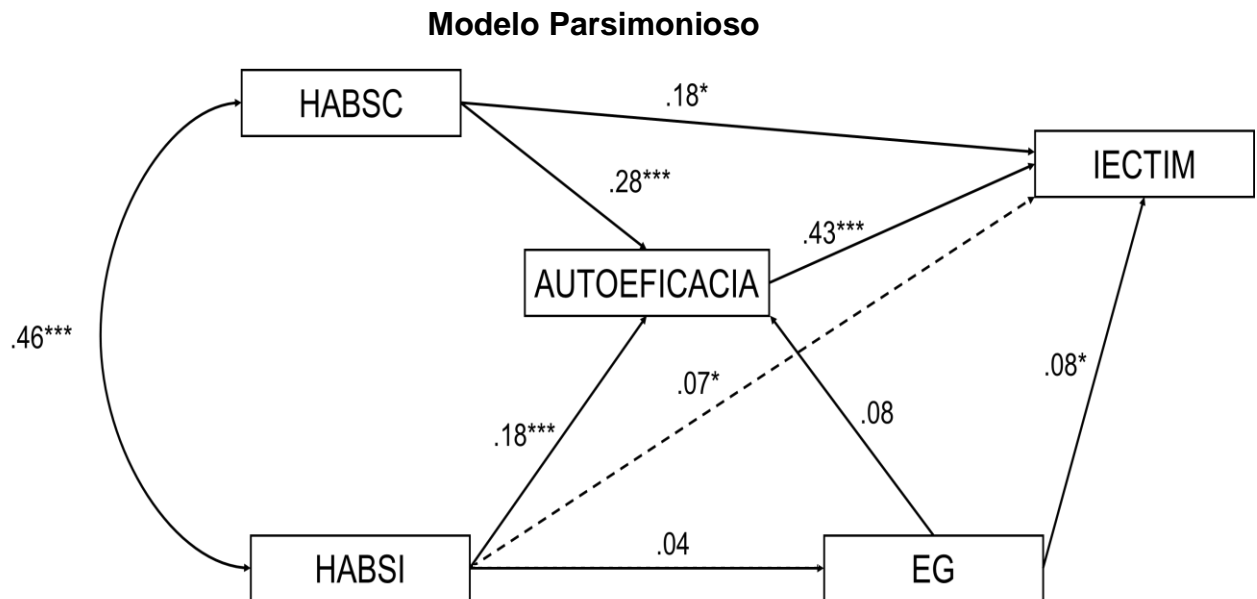 Modelo Parsimonioso
HABSC
.18*
IECTIM
.28***
.43***
AUTOEFICACIA
.46***
.07*
.08*
.08
.18***
.04
HABSI
EG